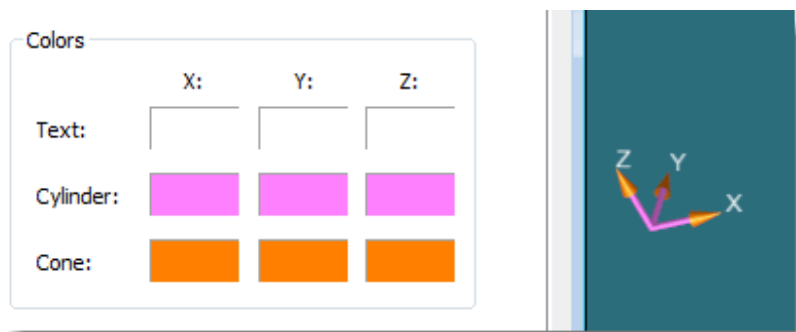 Colors
X: Y: Z:
Text:
Cylinder:
Cone:
Z Y
X